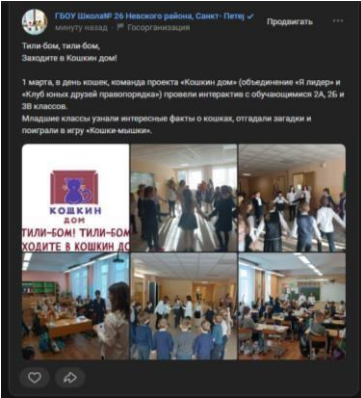 ГБОУ Школа№ 26 Невского района, Санкт- Петер
минуту назад · Госорганизация
Продвигать
Тили-бом, тили-бом,
Заходите в Кошкин дом!
1 марта, в день кошек, команда проекта «Кошкин дом» (объединение «Я лидер» и
«Клуб юных друзей правопорядка») провели интерактив с обучающимися 2А, 2Б и
3В классов.
Младшие классы узнали интересные факты о кошках, отгадали загадки и
поиграли в игру «Кошки-мышки».
КОШКИН
ДОМ
ТИЛИ-БОМ! ТИЛИ-БОМ
ХОДИТЕ В КОШКИН ДО